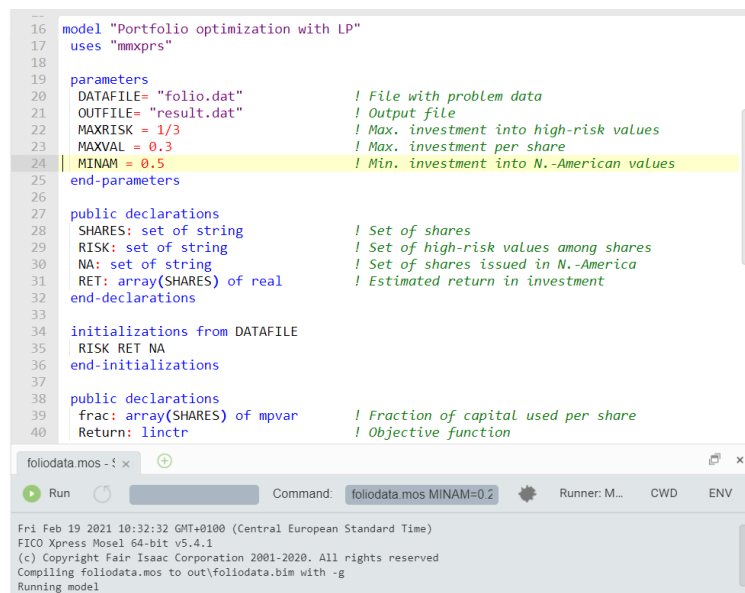 16 model "Portfolio optimization with LP"
17 uses "mmxprs"
18
19 parameters
20 DATAFILE= "folio.dat" ! File with problem data
21 OUTFILE= "result.dat" ! Output file
22 MAXRISK = 1/3 ! Max. investment into high-risk values
23 MAXVAL = 0.3 ! Max. investment per share
24 MINAM = 0.5 ! Min. investment into N.-American values
25 end-parameters
26
27 public declarations
28 SHARES: set of string ! Set of shares
29 RISK: set of string ! Set of high-risk values among shares
30 NA: set of string ! Set of shares issued in N.-America
31 RET: array(SHARES) of real ! Estimated return in investment
32 end-declarations
33
34 initializations from DATAFILE
35 RISK RET NA
36 end-initializations
37
38 public declarations
39 frac: array(SHARES) of mpvar ! Fraction of capital used per share
40 Return: linctr ! Objective function
foliodata.mos -
Run Command: foliodata.mos MINAM=0.2 Runner: M... CWD ENV
Fri Feb 19 2021 10:32:32 GMT+0100 (Central European Standard Time)
FICO Xpress Mosel 64-bit v5.4.1
(c) Copyright Fair Isaac Corporation 2001-2020. All rights reserved
Compiling foliodata.mos to out\foliodata.bim with -g
Running model